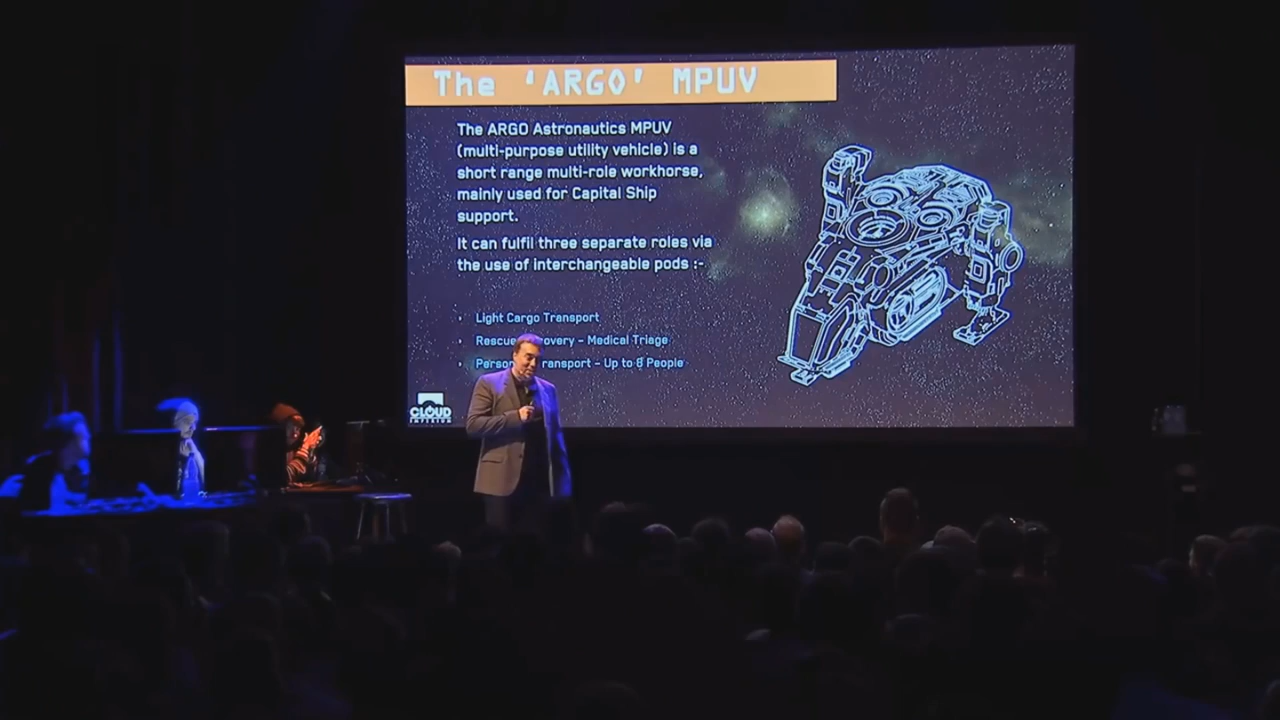 The ‘ARGO’ MPUV
The ARGO Astronautics MPUV
(multi-purpose utility vehicle) is a
short range multi-role workhorse,
mainly used for Capital Ship
support.
It can fulfil three separate roles via
the use of interchangeable pods :-
Light Cargo Transport
Rescue - Medical Triage
– Up to 8 People
CLOUD
IMPERIUM